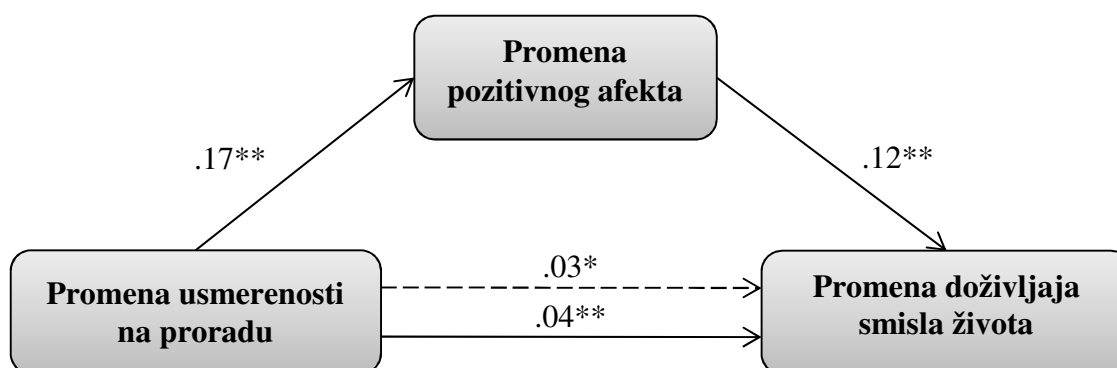 Promena
pozitivnog afekta
.17**
.12**
Promena usmerenosti
na proradu
.03*
.04**
Promena doživljaja
smisla života